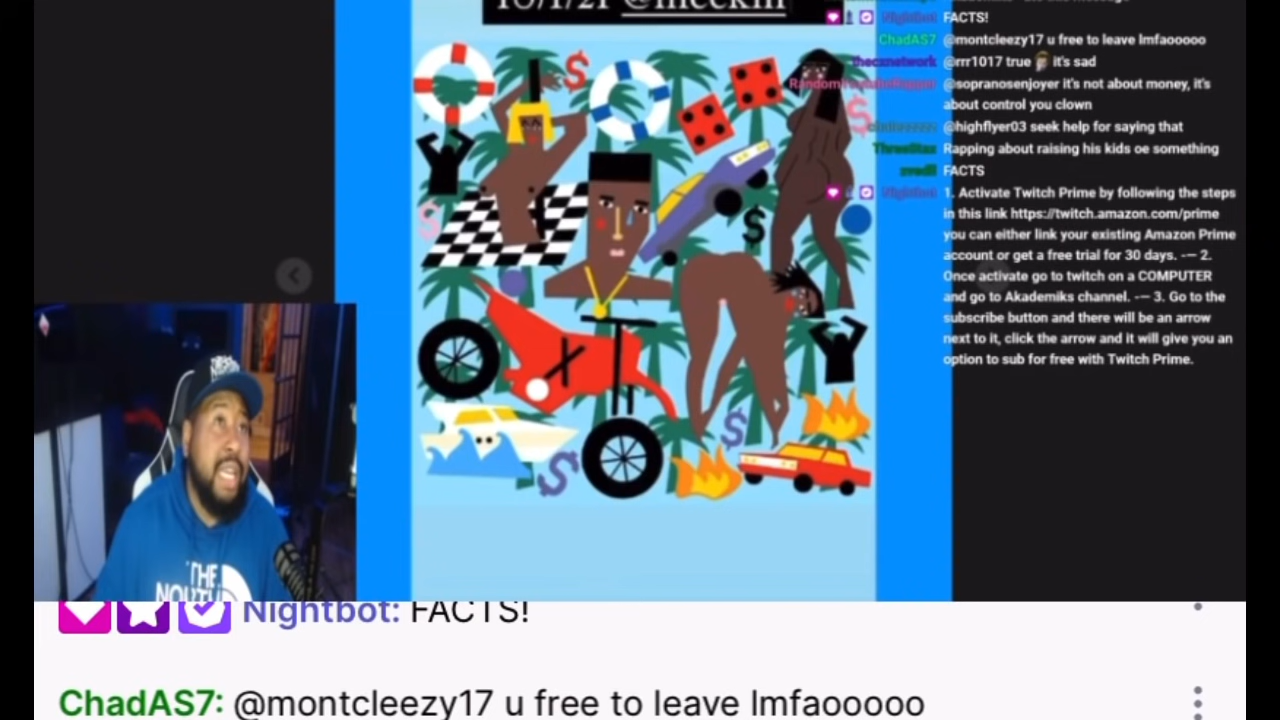 10/1/21 @meekmill
Nightbot FACTS!
ChadAS7 @montcleezy17 u free to leave lmfaooooo
thecxnetwork @rrr1017 true it's sad
@sopranosenjoyer it's not about money, it's
about control you clown
@highflyer03 seek help for saying that
Rapping about raising his kids oe something
FACTS
Nightbot 1. Activate Twitch Prime by following the steps
in this link https://twitch.amazon.com/prime
you can either link your existing Amazon Prime
account or get a free trial for 30 days. -— 2.
Once activate go to twitch on a COMPUTER
and go to Akademiks channel. -— 3. Go to the
subscribe button and there will be an arrow
next to it, click the arrow and it will give you an
option to sub for free with Twitch Prime.
THE
NORTH
Nightbot: FACTS!
ChadAS7: @montcleezy17 u free to leave lmfaooooo